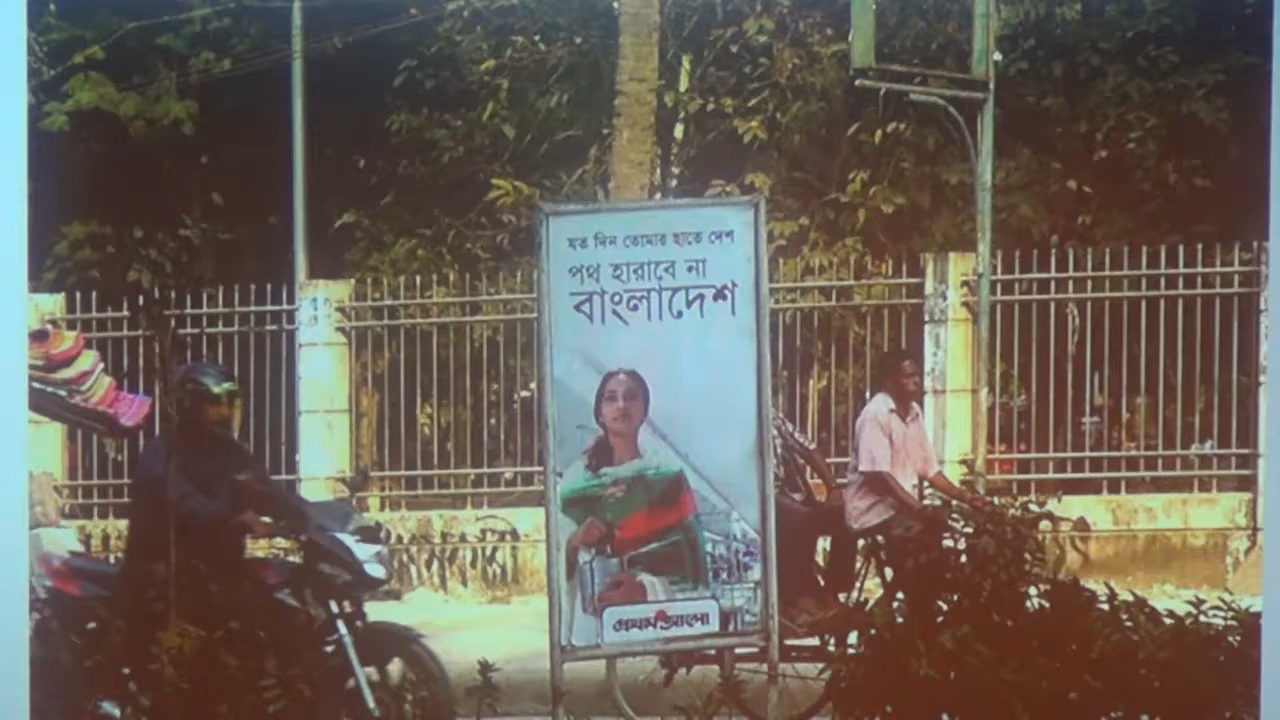 যত দিন তোমার হাতে দেশ
পথ হারাবে না
বাংলাদেশ
প্রথম আলো